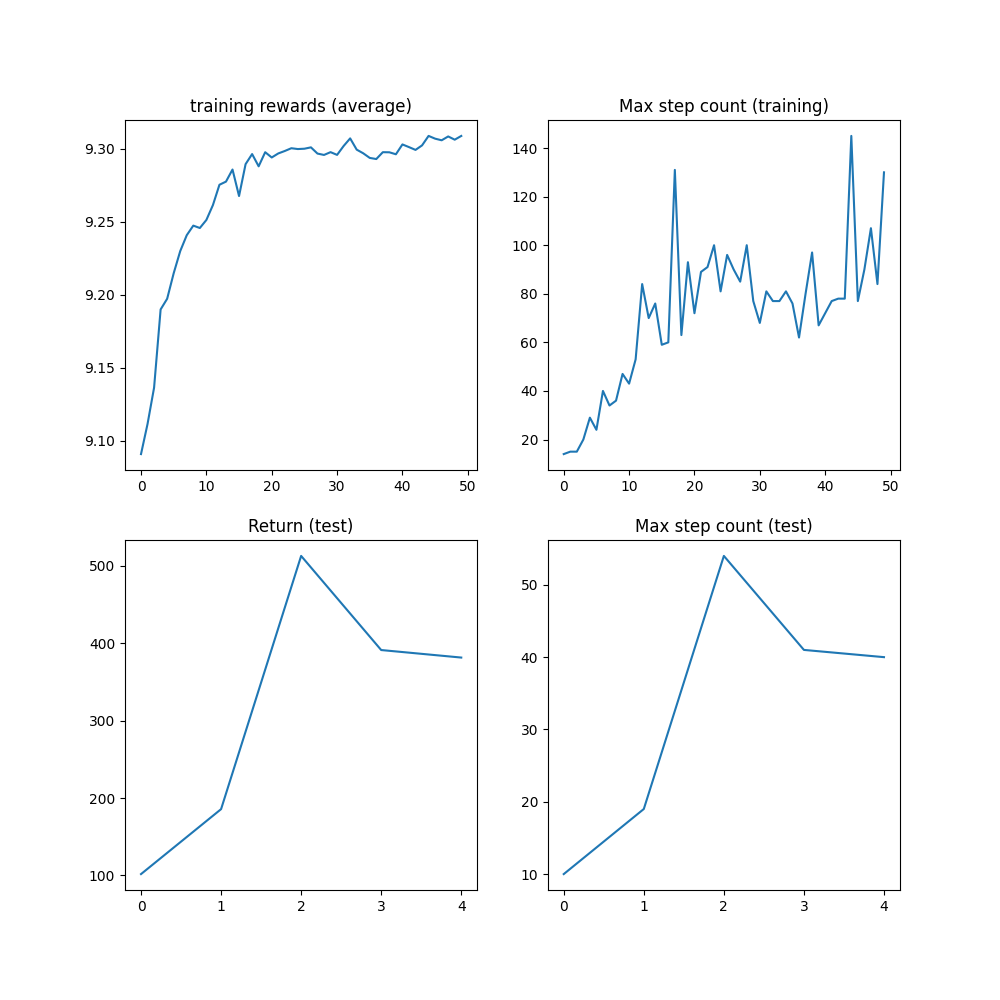 training rewards (average)
9.30
9.25
9.20
9.15
9.10
0 10 20 30 40 50
Max step count (training)
140
120
100
80
60
40
20
0 10 20 30 40 50
Return (test)
500
400
300
200
100
0 1 2 3 4
Max step count (test)
50
40
30
20
10
0 1 2 3 4